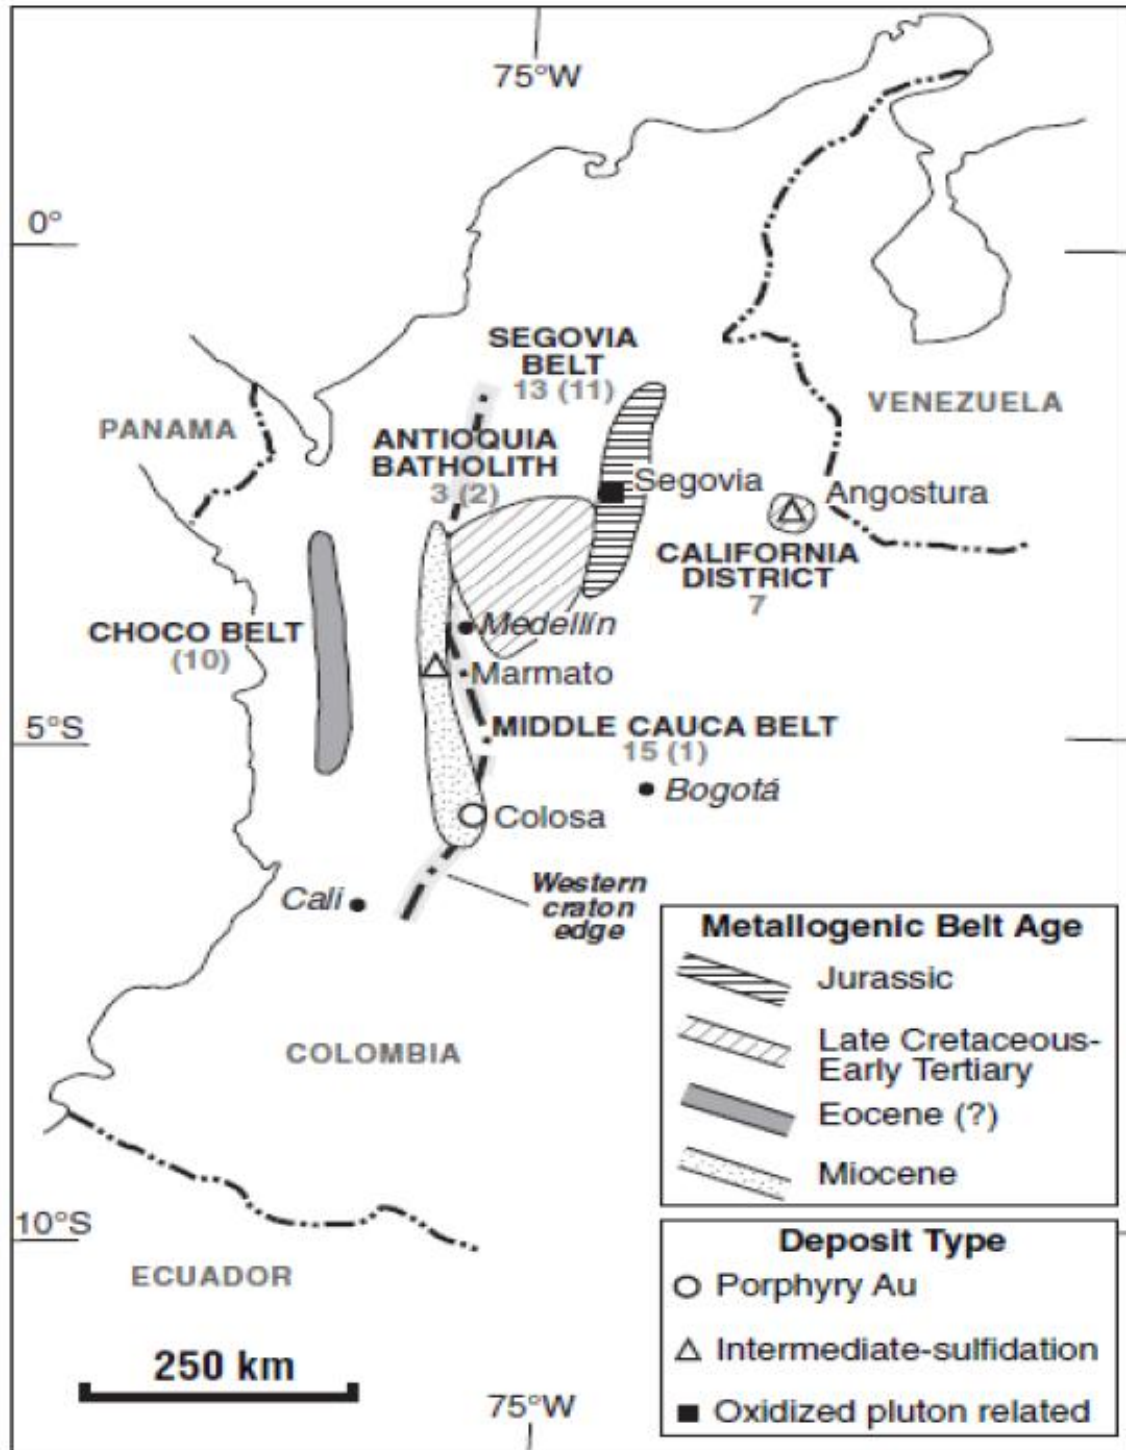 75°W
0°
SEGOVIA
BELT
13 (11)
VENEZUELA
PANAMA
ANTIOQUIA
BATHOLITH
3 (2)
Segovia
Angostura
CALIFORNIA
DISTRICT
7
CHOCO BELT
(10)
Medellín
Marmato
5°S
MIDDLE CAUCA BELT
15 (1)
Bogotá
Colosa
Cali
Western
craton
edge
COLOMBIA
10°S
ECUADOR
250 km
75°W
Metallogenic Belt Age
Jurassic
Late Cretaceous-
Early Tertiary
Eocene (?)
Miocene
Deposit Type
Porphyry Au
Intermediate-sulfidation
Oxidized pluton related